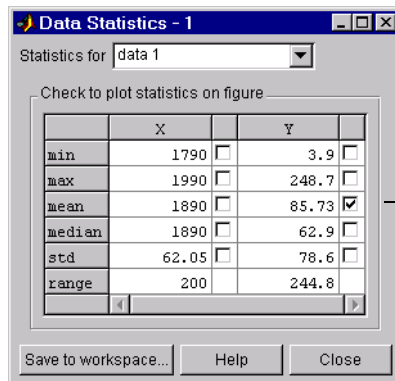 Data Statistics - 1
Statistics for data 1
Check to plot statistics on figure
X Y
min 1790 3.9
max 1990 248.7
mean 1890 85.73
median 1890 62.9
std 62.05 78.6
range 200 244.8
Save to workspace... Help Close